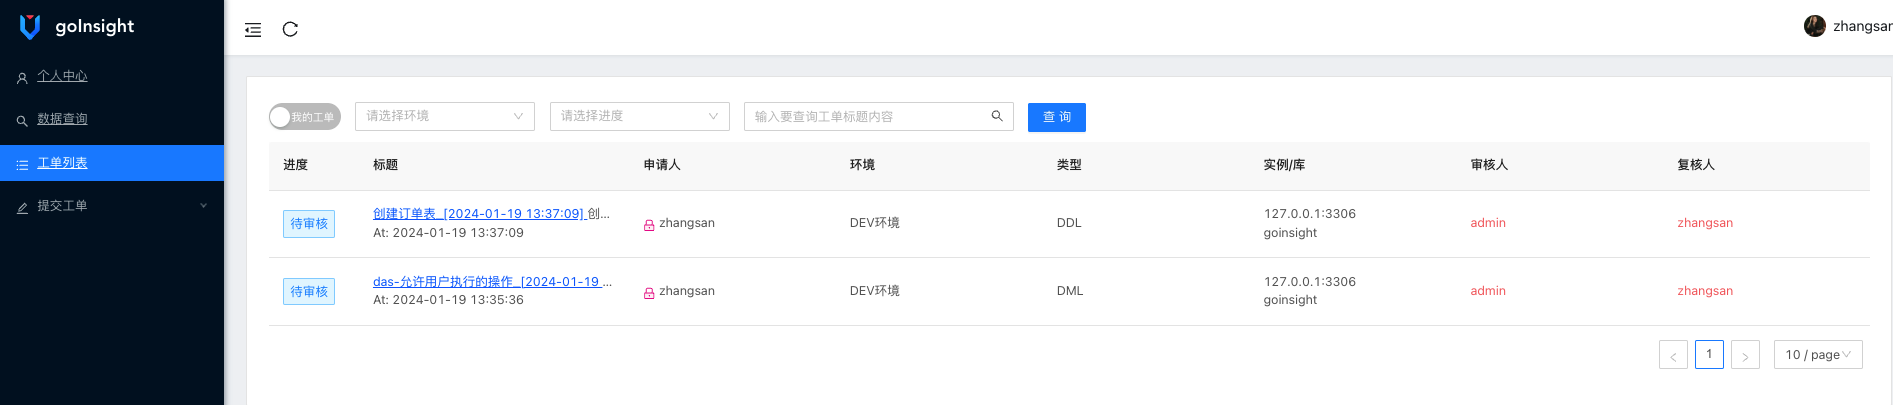 goInsight
zhangsan
个人中心
数据查询
工单列表
提交工单
我的工单
请选择环境
请选择进度
输入要查询工单标题内容
查 询
进度 标题 申请人 环境 类型 实例/库 审核人 复核人
待审核 创建订单表_[2024-01-19 13:37:09] 创... zhangsan DEV环境 DDL 127.0.0.1:3306 admin zhangsan
At: 2024-01-19 13:37:09 goinsight
待审核 das-允许用户执行的操作_[2024-01-19 ... zhangsan DEV环境 DML 127.0.0.1:3306 admin zhangsan
At: 2024-01-19 13:35:36 goinsight
1 10 / page